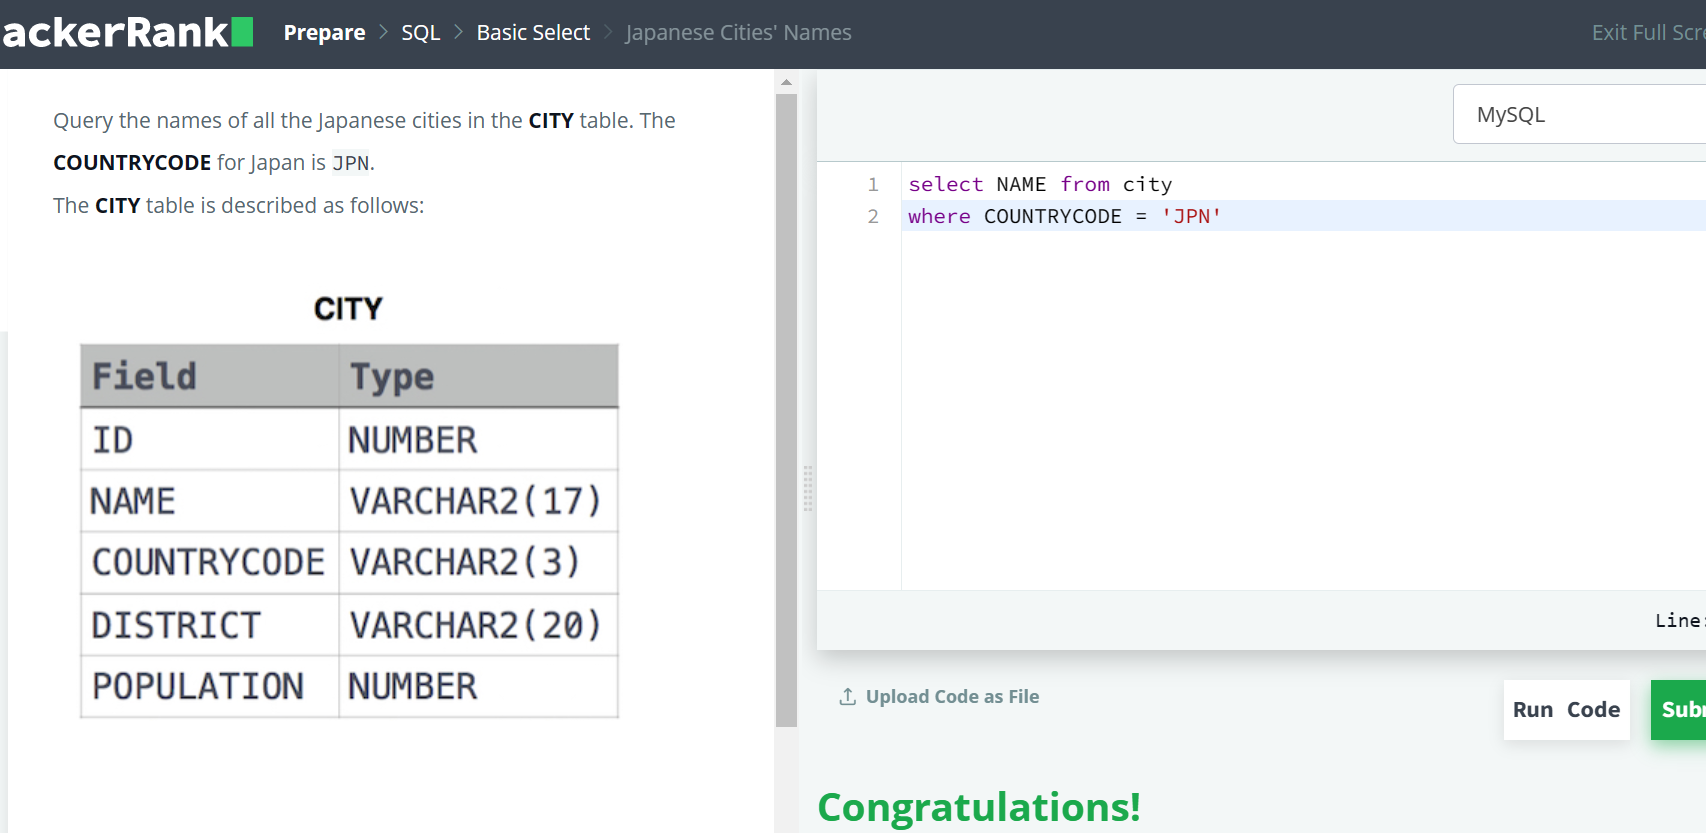 ackerRank
Prepare > SQL > Basic Select > Japanese Cities' Names
Exit Full Scre
Query the names of all the Japanese cities in the CITY table. The
COUNTRYCODE for Japan is JPN.
The CITY table is described as follows:
CITY
Field Type
ID NUMBER
NAME VARCHAR2(17)
COUNTRYCODE VARCHAR2(3)
DISTRICT VARCHAR2(20)
POPULATION NUMBER
MySQL
1 select NAME from city
2 where COUNTRYCODE = 'JPN'
Line:
Upload Code as File
Run Code
Subm
Congratulations!